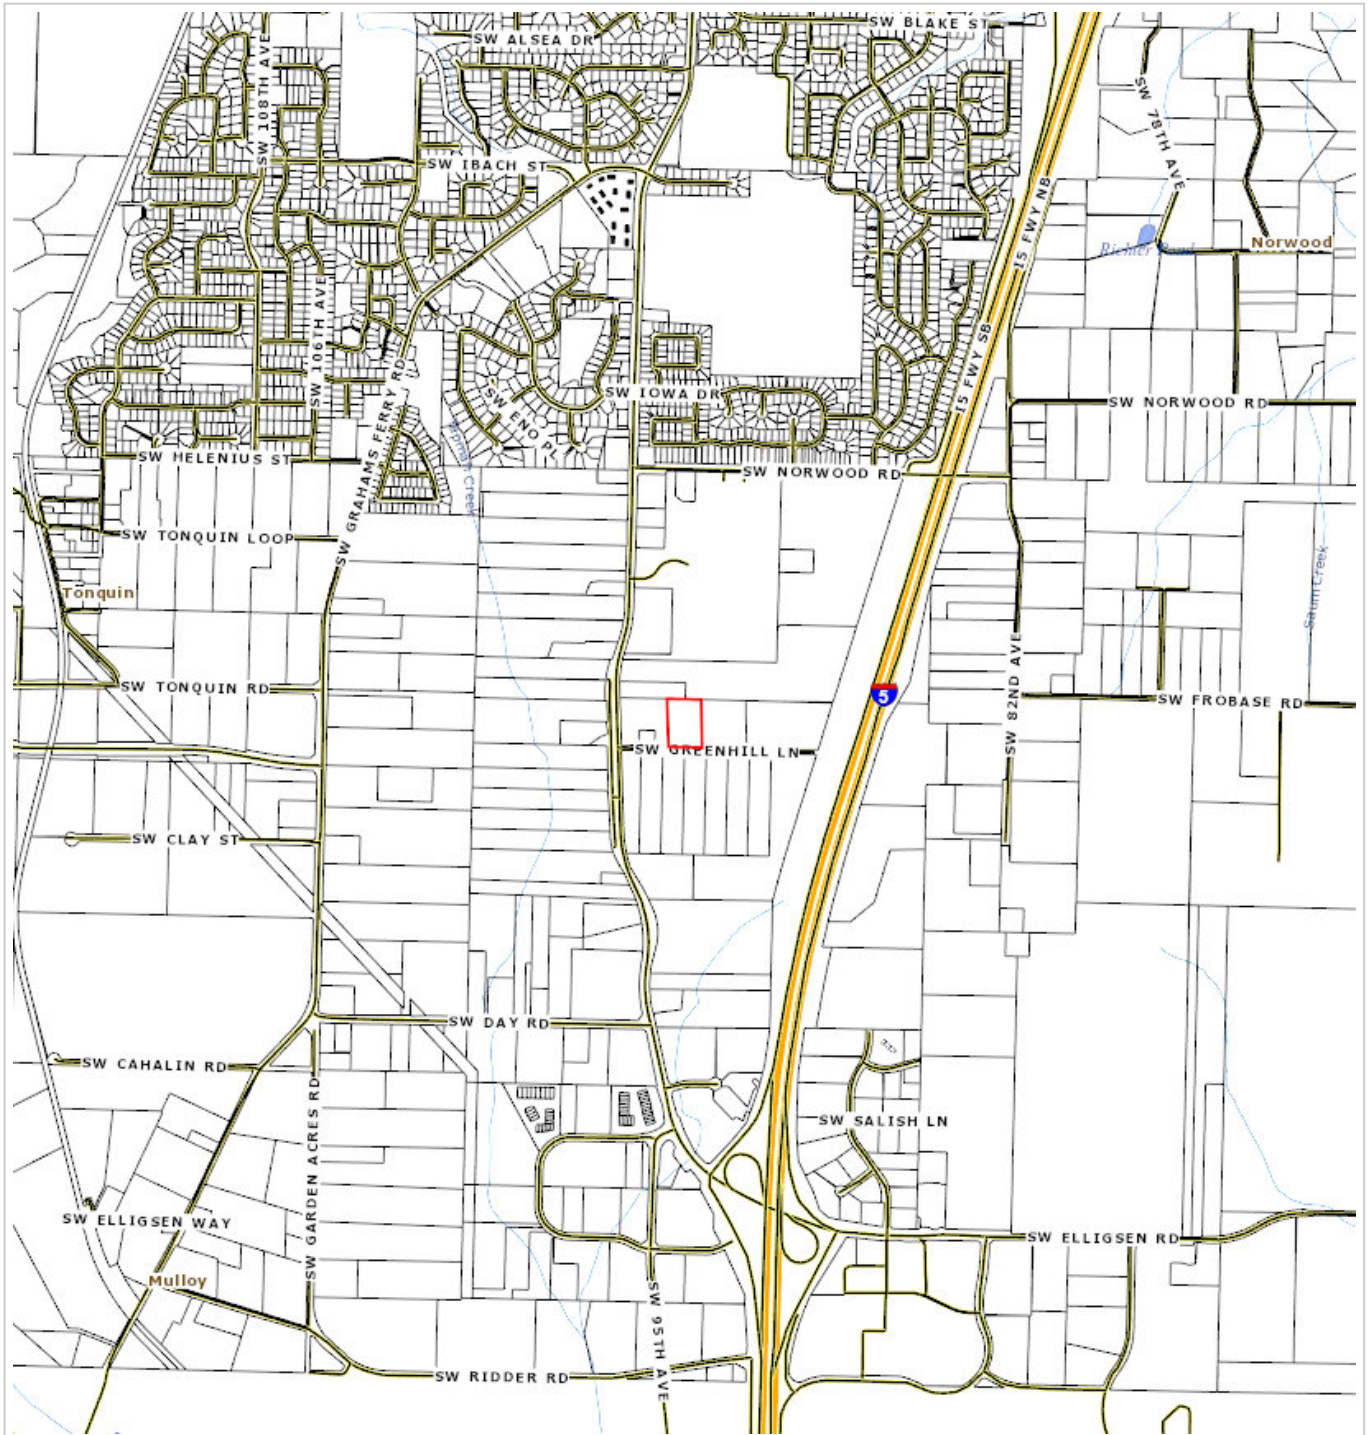 SW BLAKE ST
SW ALSEA DR
SW 108TH AVE
SW 78TH AVE
SW IBACH ST
I5 FWY NB
Norwood
Richter Pond
SW 106TH AVE
I5 FWY SB
SW GRAHAMS FERRY RD
SW IOWA DR
SW ENO PL
SW NORWOOD RD
SW HELENIUS ST
SW NORWOOD RD
SW TONQUIN LOOP
Saum Creek
Tonquin
SW 82ND AVE
SW TONQUIN RD
5
SW FROBASE RD
SW GREENHILL LN
SW CLAY ST
SW DAY RD
SW CAHALIN RD
SW GARDEN ACRES RD
SW SALISH LN
SW ELLIGSEN WAY
SW ELLIGSEN RD
Mulloy
SW 95TH AVE
SW RIDDER RD